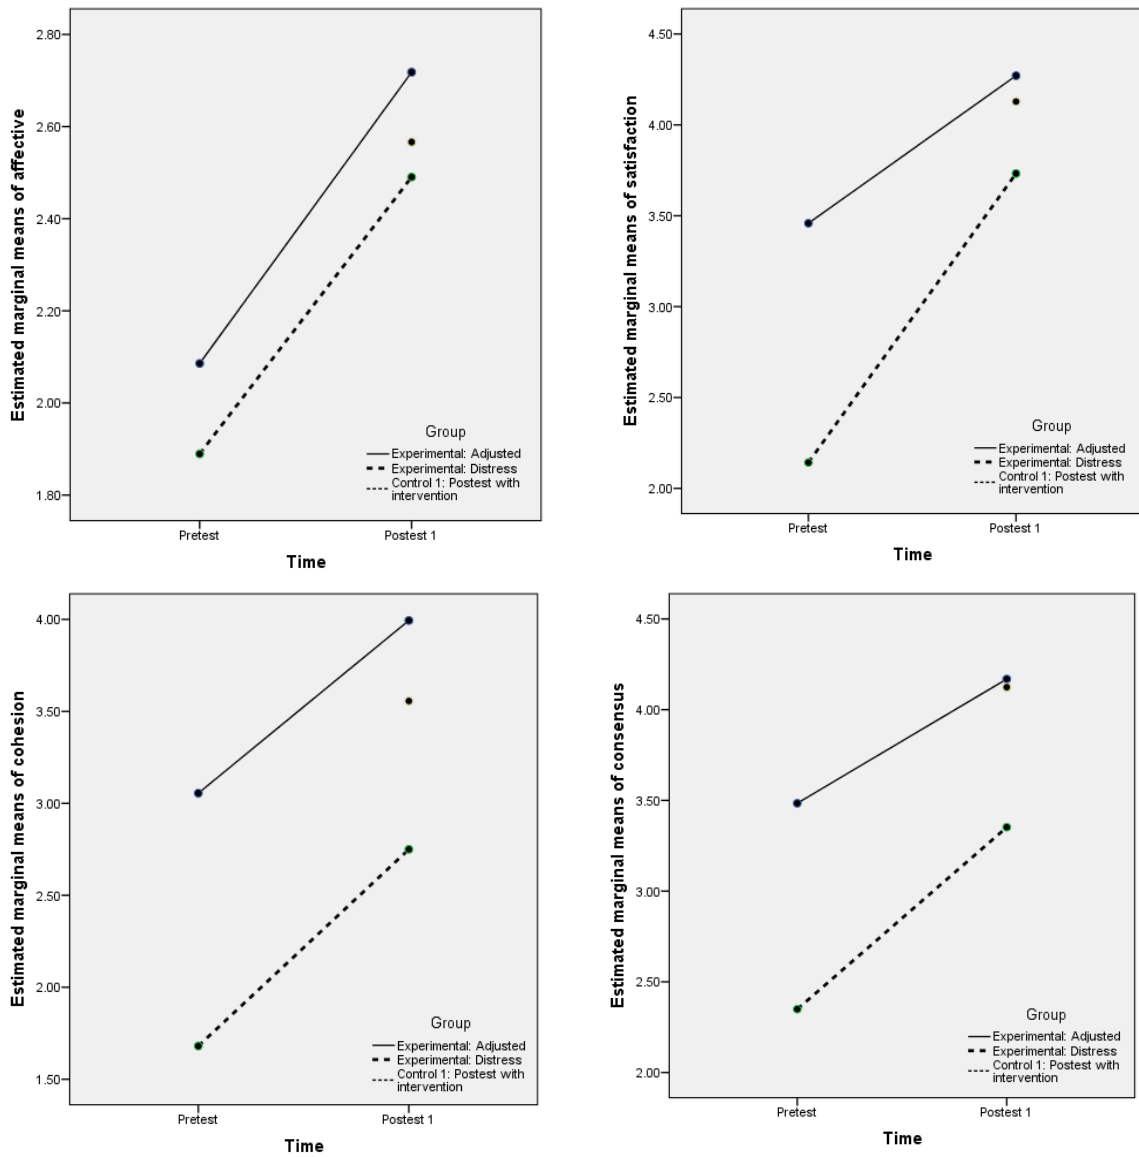 Estimated marginal means of affective
2.80
2.60
2.40
2.20
2.00
1.80
Group
Experimental: Adjusted
Experimental: Distress
Control 1: Postest with
intervention
Pretest
Postest 1
Time
Estimated marginal means of satisfaction
4.50
4.00
3.50
3.00
2.50
2.00
Group
Experimental: Adjusted
Experimental: Distress
Control 1: Postest with
intervention
Pretest
Postest 1
Time
Estimated marginal means of cohesion
4.00
3.50
3.00
2.50
2.00
1.50
Group
Experimental: Adjusted
Experimental: Distress
Control 1: Postest with
intervention
Pretest
Postest 1
Time
Estimated marginal means of consensus
4.50
4.00
3.50
3.00
2.50
2.00
Group
Experimental: Adjusted
Experimental: Distress
Control 1: Postest with
intervention
Pretest
Postest 1
Time